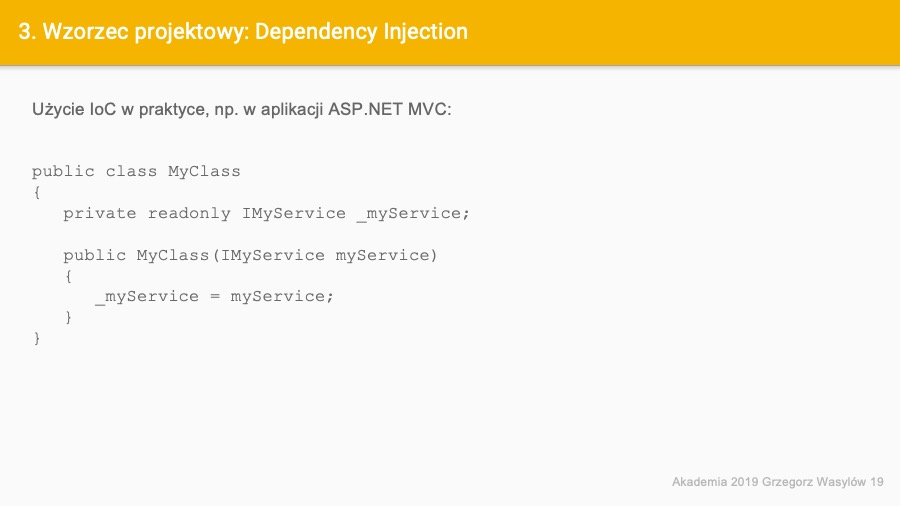 3. Wzorzec projektowy: Dependency Injection
Użycie IoC w praktyce, np. w aplikacji ASP.NET MVC:
public class MyClass
{
   private readonly IMyService _myService;
   public MyClass(IMyService myService)
   {
      _myService = myService;
   }
}
Akademia 2019 Grzegorz Wasylów 19